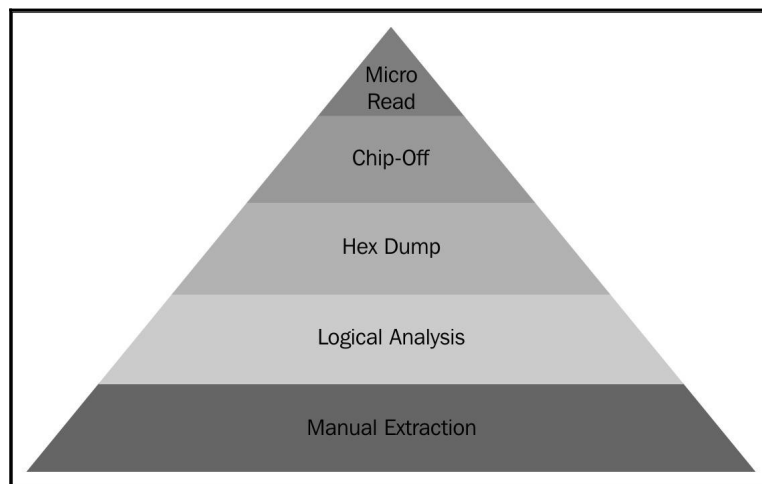 Micro
Read
Chip-Off
Hex Dump
Logical Analysis
Manual Extraction